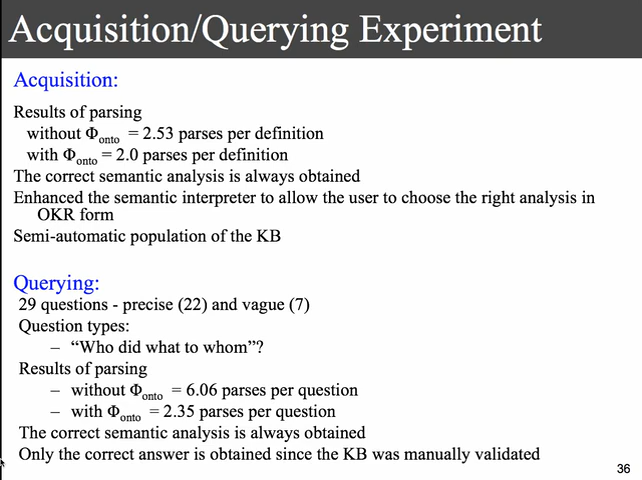 Acquisition/Querying Experiment
Acquisition:
Results of parsing
without Φonto = 2.53 parses per definition
with Φonto = 2.0 parses per definition
The correct semantic analysis is always obtained
Enhanced the semantic interpreter to allow the user to choose the right analysis in
OKR form
Semi-automatic population of the KB
Querying:
29 questions - precise (22) and vague (7)
Question types:
– “Who did what to whom”?
Results of parsing
– without Φonto = 6.06 parses per question
– with Φonto = 2.35 parses per question
The correct semantic analysis is always obtained
Only the correct answer is obtained since the KB was manually validated
36